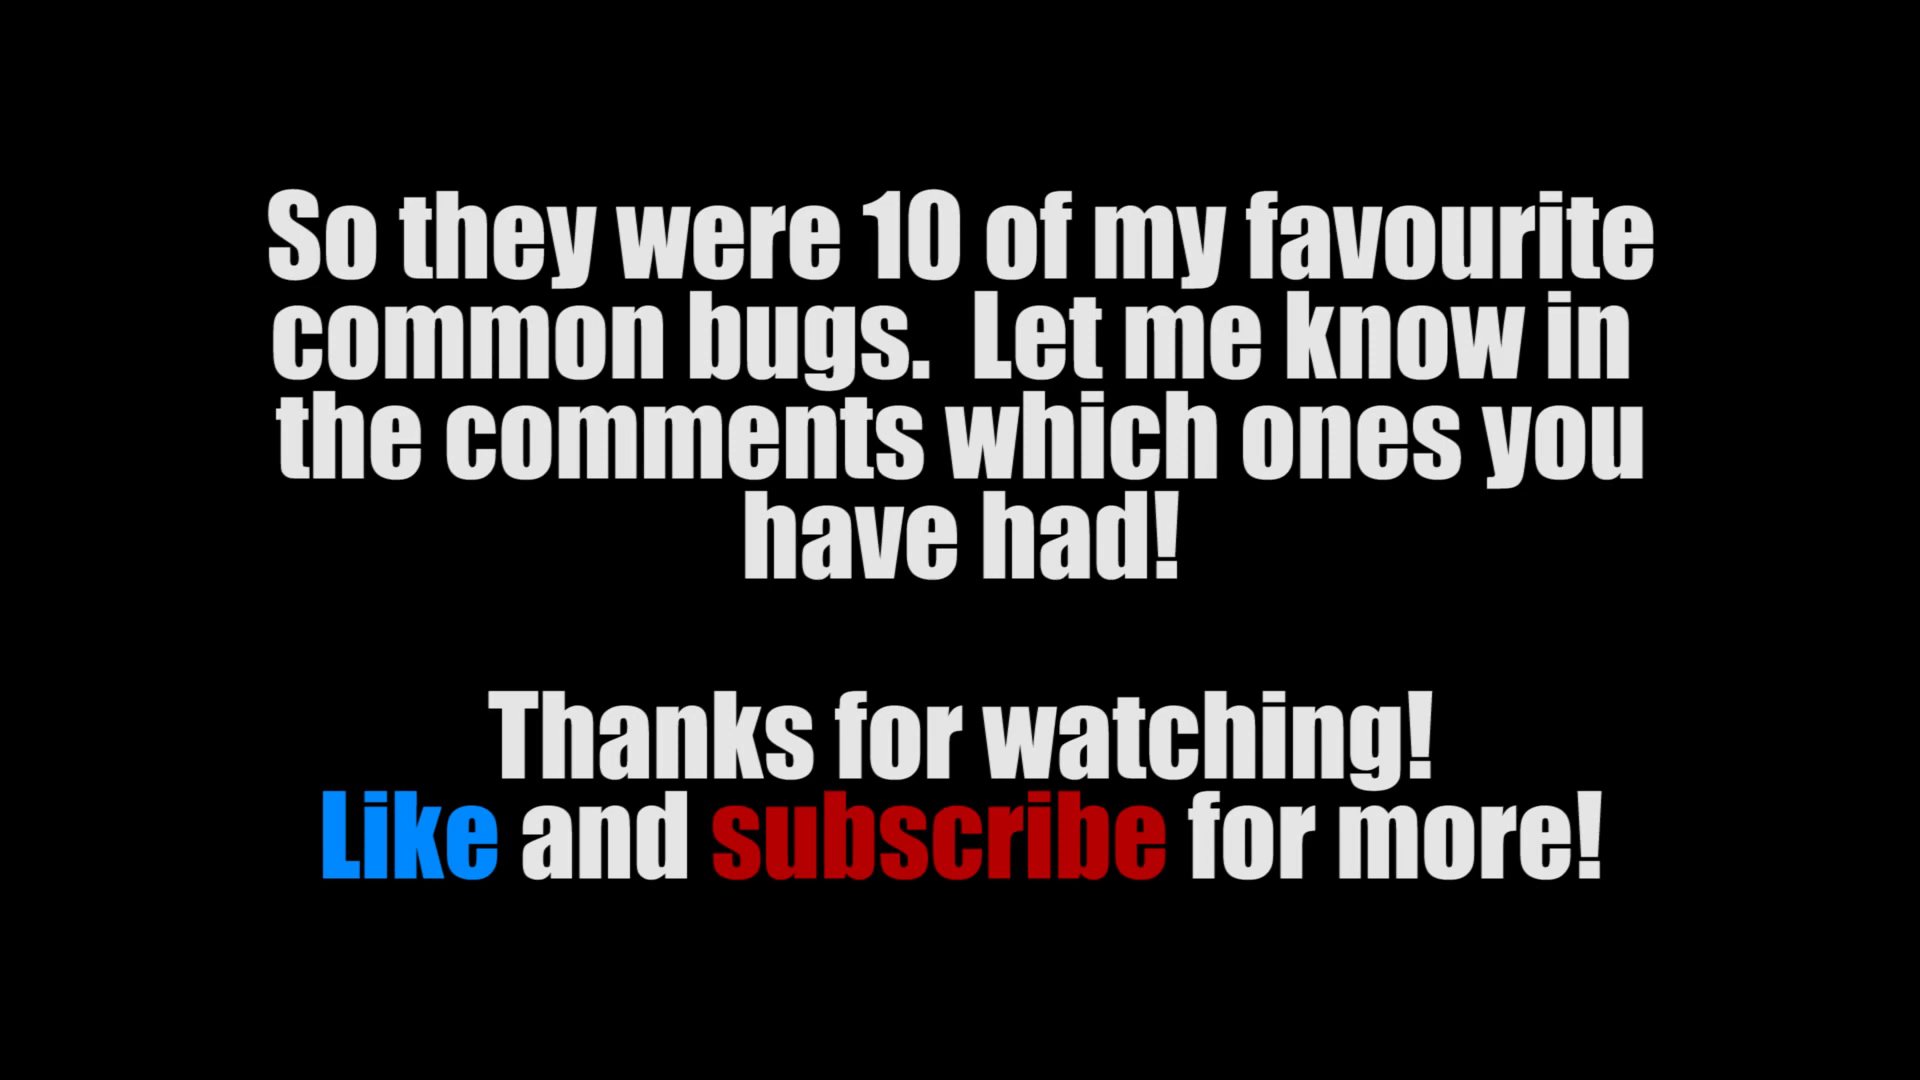 So they were 10 of my favourite
common bugs.  Let me know in
the comments which ones you
have had!
Thanks for watching!
Like and subscribe for more!